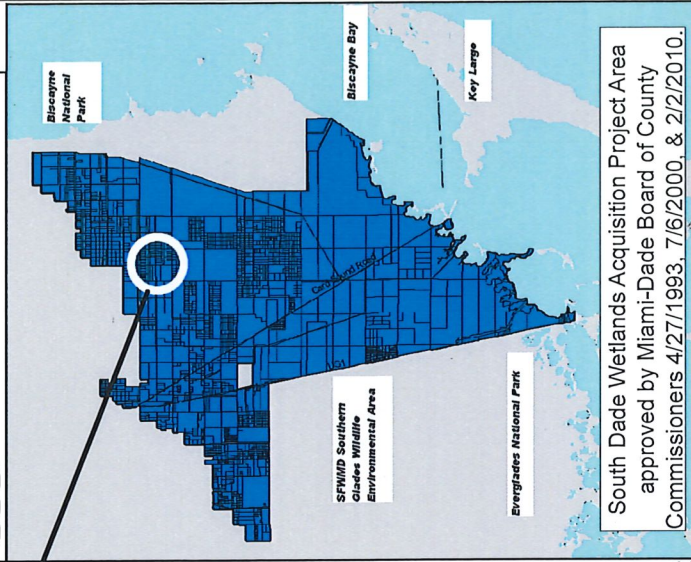 Biscayne
National
Park
Biscayne Bay
Key Large
Card Sound Road
SFWMD Southern
Glades Wildlife
Environmental Area
Everglades National Park
South Dade Wetlands Acquisition Project Area
approved by Miami-Dade Board of County
Commissioners 4/27/1993, 7/6/2000, & 2/2/2010.